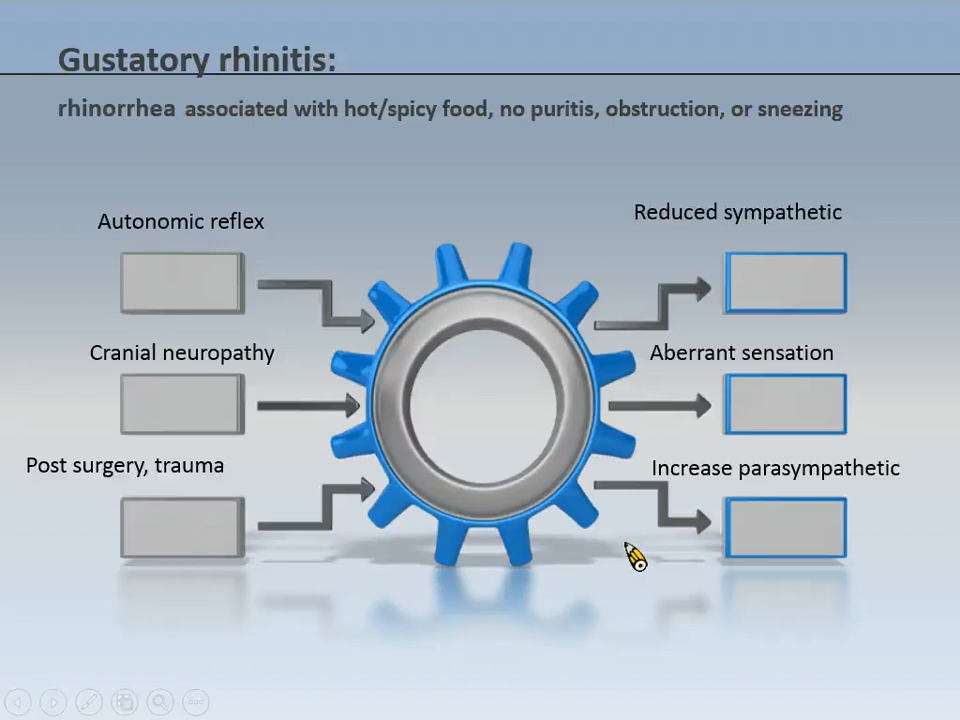 Gustatory rhinitis:
rhinorrhea associated with hot/spicy food, no puritis, obstruction, or sneezing
Autonomic reflex
Reduced sympathetic
Cranial neuropathy
Aberrant sensation
Post surgery, trauma
Increase parasympathetic